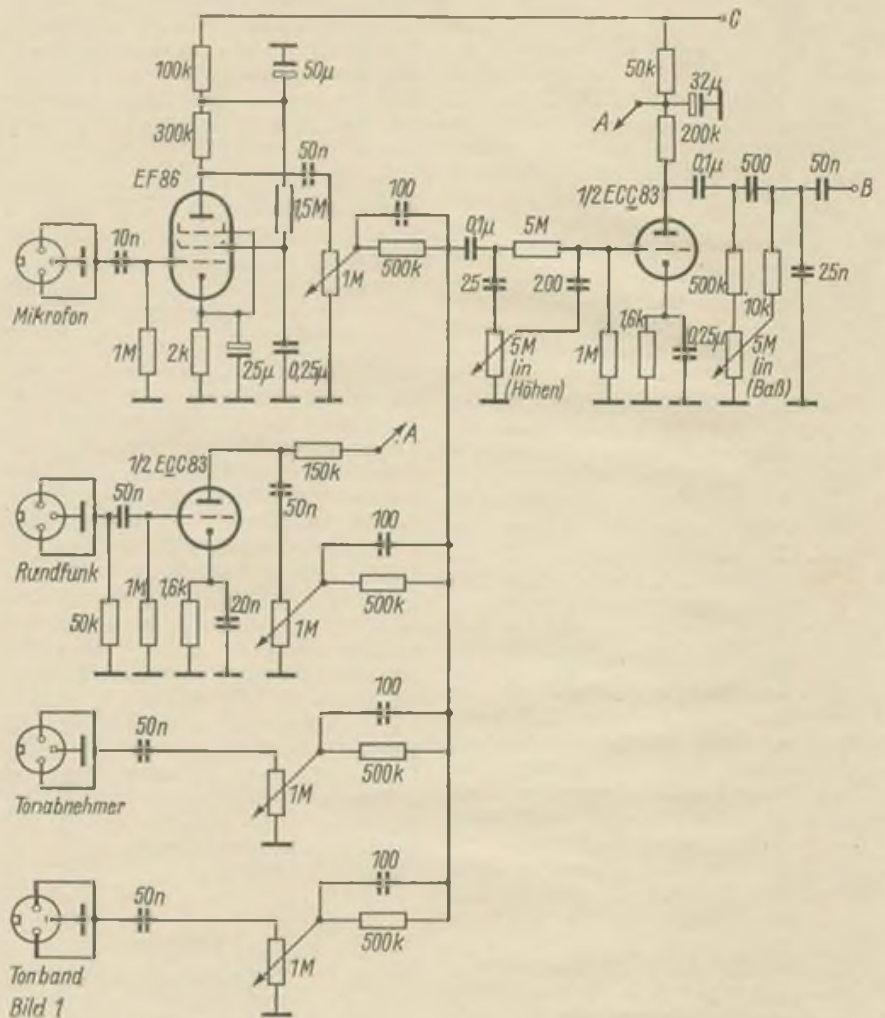 C
100k
50µ
50k
32µ
A
300k
200k
50n
0,1µ
500
50n
EF86
1/2 ECC83
B
1,5M
100
0,1µ
5M
10n
1M
500k
25
200
500k
10k
25n
Mikrofon
1M
2k
25µ
0,25µ
5M
lin
(Höhen)
1M
1,6k
0,25µ
5M
lin
(Baß)
A
1/2 ECC83
150k
50n
50n
100
Rundfunk
50k
1M
1,6k
20n
1M
500k
100
50n
500k
Tonabnehmer
1M
100
50n
500k
1M
Tonband
Bild 1